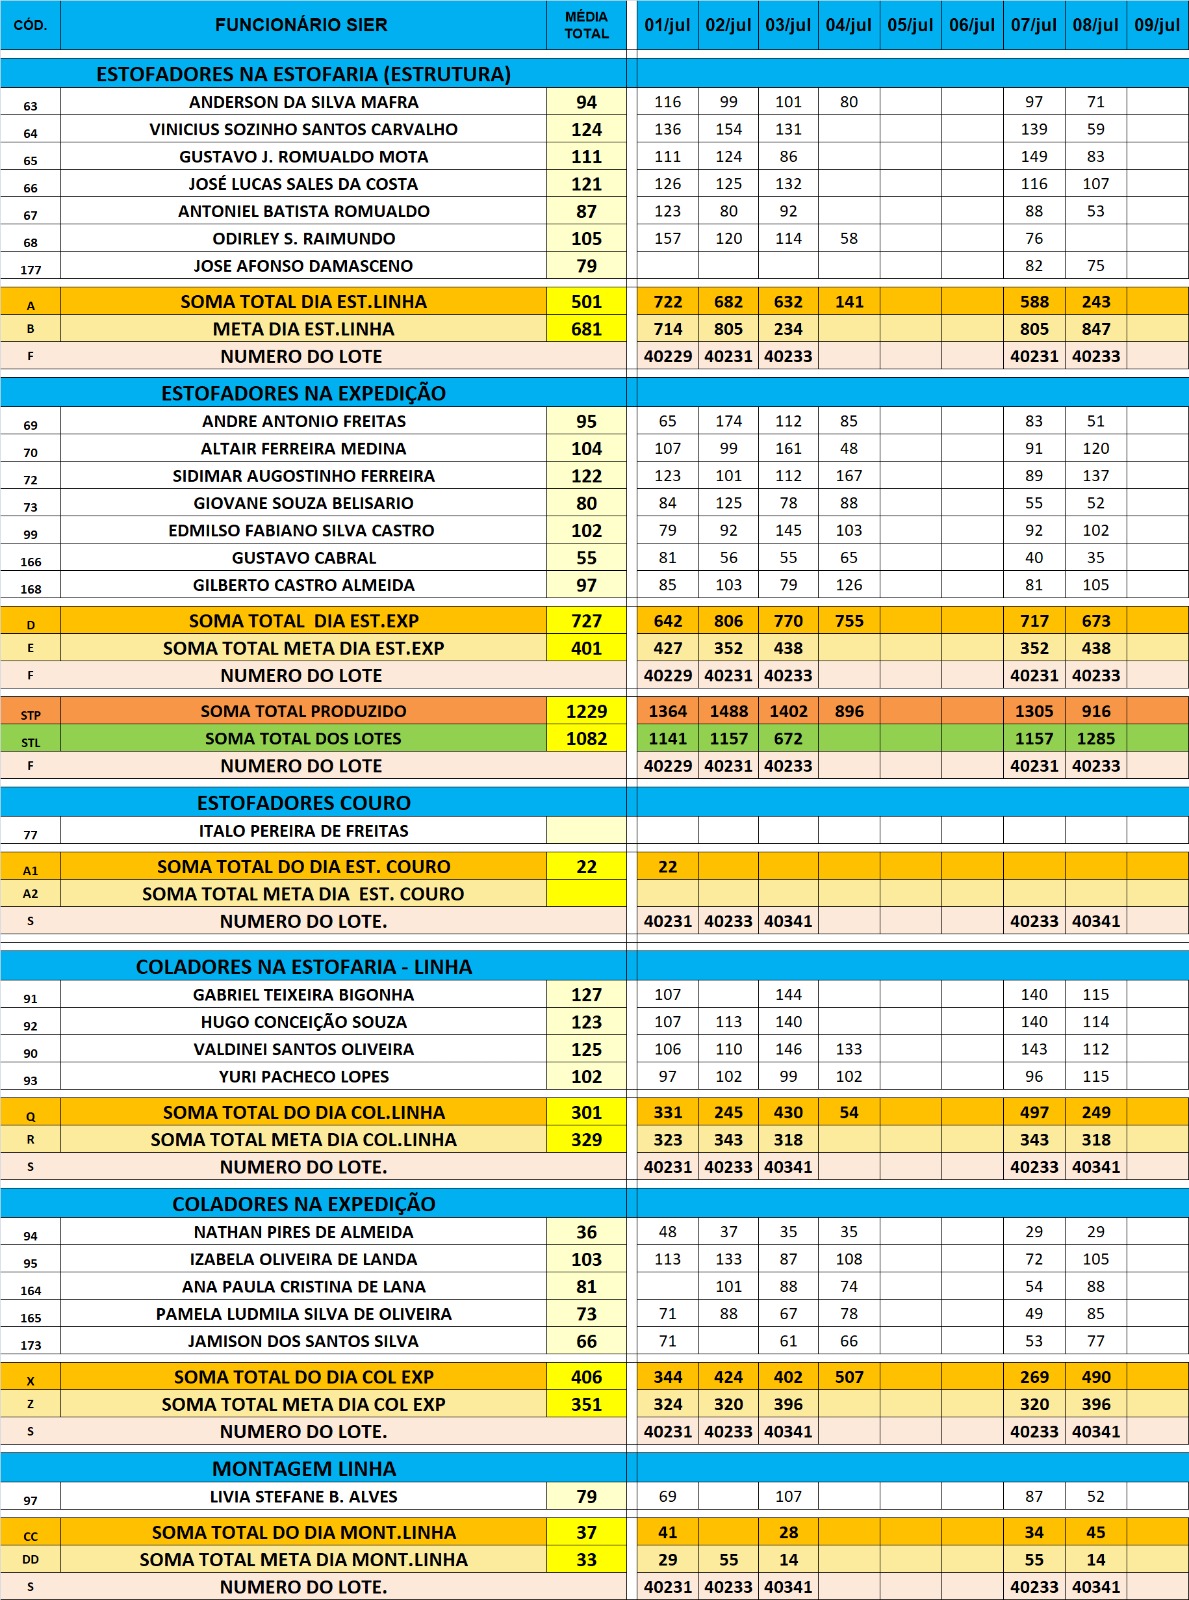 CÓD. FUNCIONÁRIO SIER MÉDIA TOTAL 01/jul 02/jul 03/jul 04/jul 05/jul 06/jul 07/jul 08/jul 09/jul
ESTOFADORES NA ESTOFARIA (ESTRUTURA)
63 ANDERSON DA SILVA MAFRA 94 116 99 101 80 97 71
64 VINICIUS SOZINHO SANTOS CARVALHO 124 136 154 131 139 59
65 GUSTAVO J. ROMUALDO MOTA 111 111 124 86 149 83
66 JOSÉ LUCAS SALES DA COSTA 121 126 125 132 116 107
67 ANTONIEL BATISTA ROMUALDO 87 123 80 92 88 53
68 ODIRLEY S. RAIMUNDO 105 157 120 114 58 76
177 JOSE AFONSO DAMASCENO 79 82 75
A SOMA TOTAL DIA EST.LINHA 501 722 682 632 141 588 243
B META DIA EST.LINHA 681 714 805 234 805 847
F NUMERO DO LOTE 40229 40231 40233 40231 40233
ESTOFADORES NA EXPEDIÇÃO
69 ANDRE ANTONIO FREITAS 95 65 174 112 85 83 51
70 ALTAIR FERREIRA MEDINA 104 107 99 161 48 91 120
72 SIDIMAR AUGOSTINHO FERREIRA 122 123 101 112 167 89 137
73 GIOVANE SOUZA BELISARIO 80 84 125 78 88 55 52
99 EDMILSO FABIANO SILVA CASTRO 102 79 92 145 103 92 102
166 GUSTAVO CABRAL 55 81 56 55 65 40 35
168 GILBERTO CASTRO ALMEIDA 97 85 103 79 126 81 105
D SOMA TOTAL DIA EST.EXP 727 642 806 770 755 717 673
E SOMA TOTAL META DIA EST.EXP 401 427 352 438 352 438
F NUMERO DO LOTE 40229 40231 40233 40231 40233
STP SOMA TOTAL PRODUZIDO 1229 1364 1488 1402 896 1305 916
STL SOMA TOTAL DOS LOTES 1082 1141 1157 672 1157 1285
F NUMERO DO LOTE 40229 40231 40233 40231 40233
ESTOFADORES COURO
77 ITALO PEREIRA DE FREITAS
A1 SOMA TOTAL DO DIA EST. COURO 22 22
A2 SOMA TOTAL META DIA EST. COURO
S NUMERO DO LOTE. 40231 40233 40341 40233 40341
COLADORES NA ESTOFARIA - LINHA
91 GABRIEL TEIXEIRA BIGONHA 127 107 144 140 115
92 HUGO CONCEIÇÃO SOUZA 123 107 113 140 140 114
90 VALDINEI SANTOS OLIVEIRA 125 106 110 146 133 143 112
93 YURI PACHECO LOPES 102 97 102 99 102 96 115
Q SOMA TOTAL DO DIA COL.LINHA 301 331 245 430 54 497 249
R SOMA TOTAL META DIA COL.LINHA 329 323 343 318 343 318
S NUMERO DO LOTE. 40231 40233 40341 40233 40341
COLADORES NA EXPEDIÇÃO
94 NATHAN PIRES DE ALMEIDA 36 48 37 35 35 29 29
95 IZABELA OLIVEIRA DE LANDA 103 113 133 87 108 72 105
164 ANA PAULA CRISTINA DE LANA 81 101 88 74 54 88
165 PAMELA LUDMILA SILVA DE OLIVEIRA 73 71 88 67 78 49 85
173 JAMISON DOS SANTOS SILVA 66 71 61 66 53 77
X SOMA TOTAL DO DIA COL EXP 406 344 424 402 507 269 490
Z SOMA TOTAL META DIA COL EXP 351 324 320 396 320 396
S NUMERO DO LOTE. 40231 40233 40341 40233 40341
MONTAGEM LINHA
97 LIVIA STEFANE B. ALVES 79 69 107 87 52
CC SOMA TOTAL DO DIA MONT.LINHA 37 41 28 34 45
DD SOMA TOTAL META DIA MONT.LINHA 33 29 55 14 55 14
S NUMERO DO LOTE. 40231 40233 40341 40233 40341